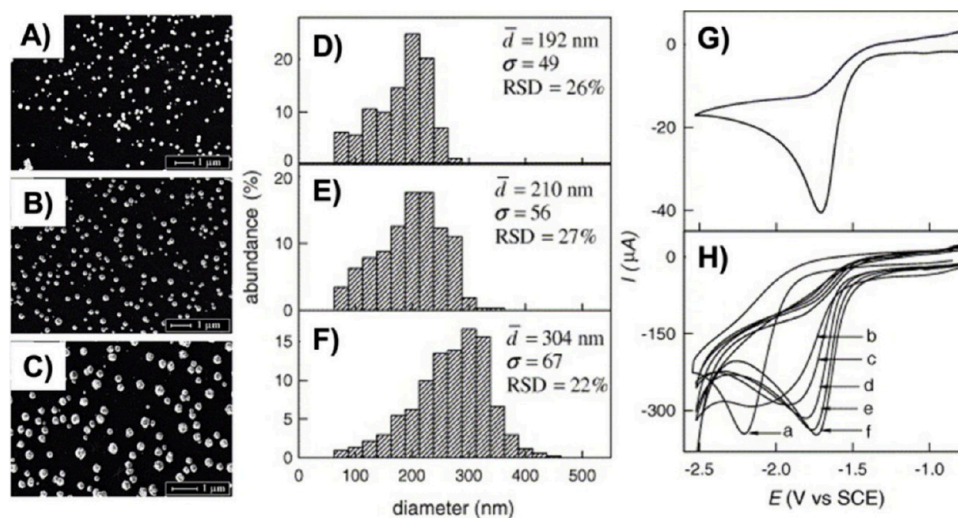 A)
1 μm
B)
1 μm
C)
1 μm
abundance (%)
D)
d̅ = 192 nm
σ = 49
RSD = 26%
20
10
0
E)
d̅ = 210 nm
σ = 56
RSD = 27%
20
10
0
F)
d̅ = 304 nm
σ = 67
RSD = 22%
15
10
5
0
0 100 200 300 400 500
diameter (nm)
I (μA)
G)
0
-20
-40
H)
0
-150
-300
b
c
d
e
f
a
-2.5 -2.0 -1.5 -1.0
E (V vs SCE)